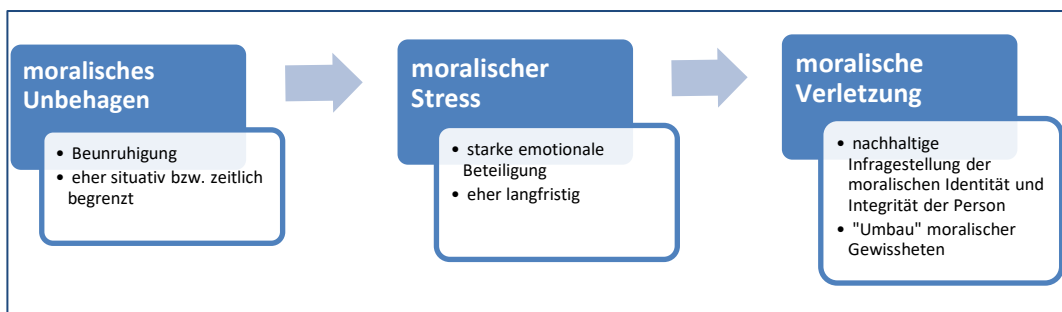 moralisches
Unbehagen
• Beunruhigung
• eher situativ bzw. zeitlich
begrenzt
moralischer
Stress
• starke emotionale
Beteiligung
• eher langfristig
moralische
Verletzung
• nachhaltige
Infragestellung der
moralischen Identität und
Integrität der Person
• "Umbau" moralischer
Gewissheten